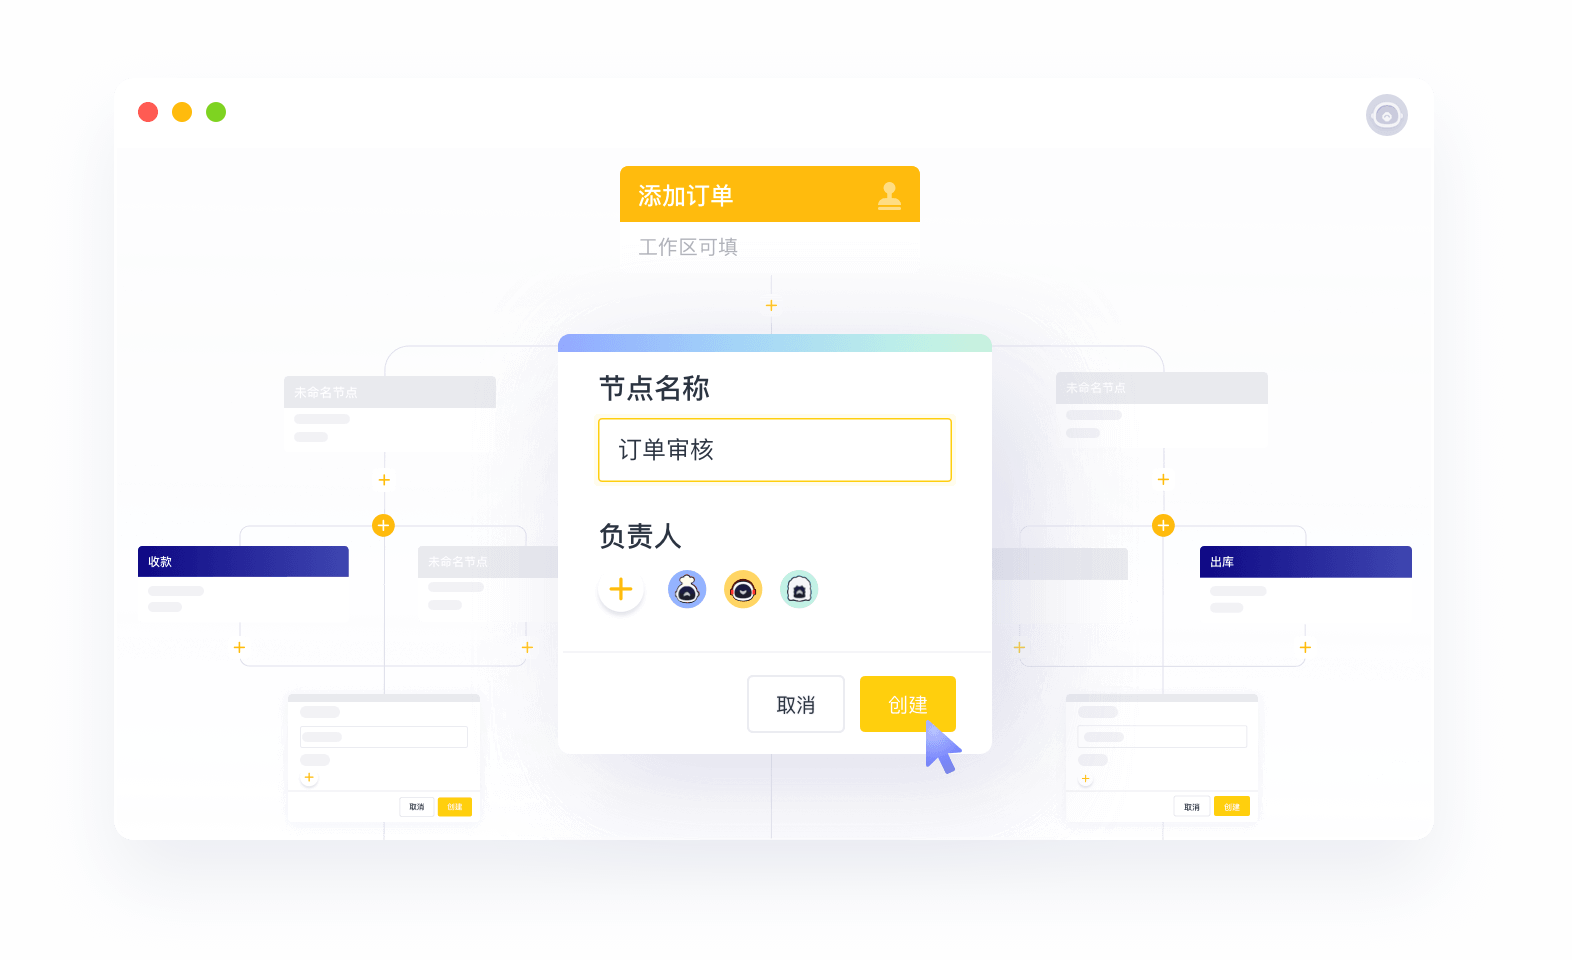 添加订单
工作区可填
未命名节点
未命名节点
节点名称
订单审核
负责人
收款
未命名节点
出库
取消
创建
取消
创建
取消
创建